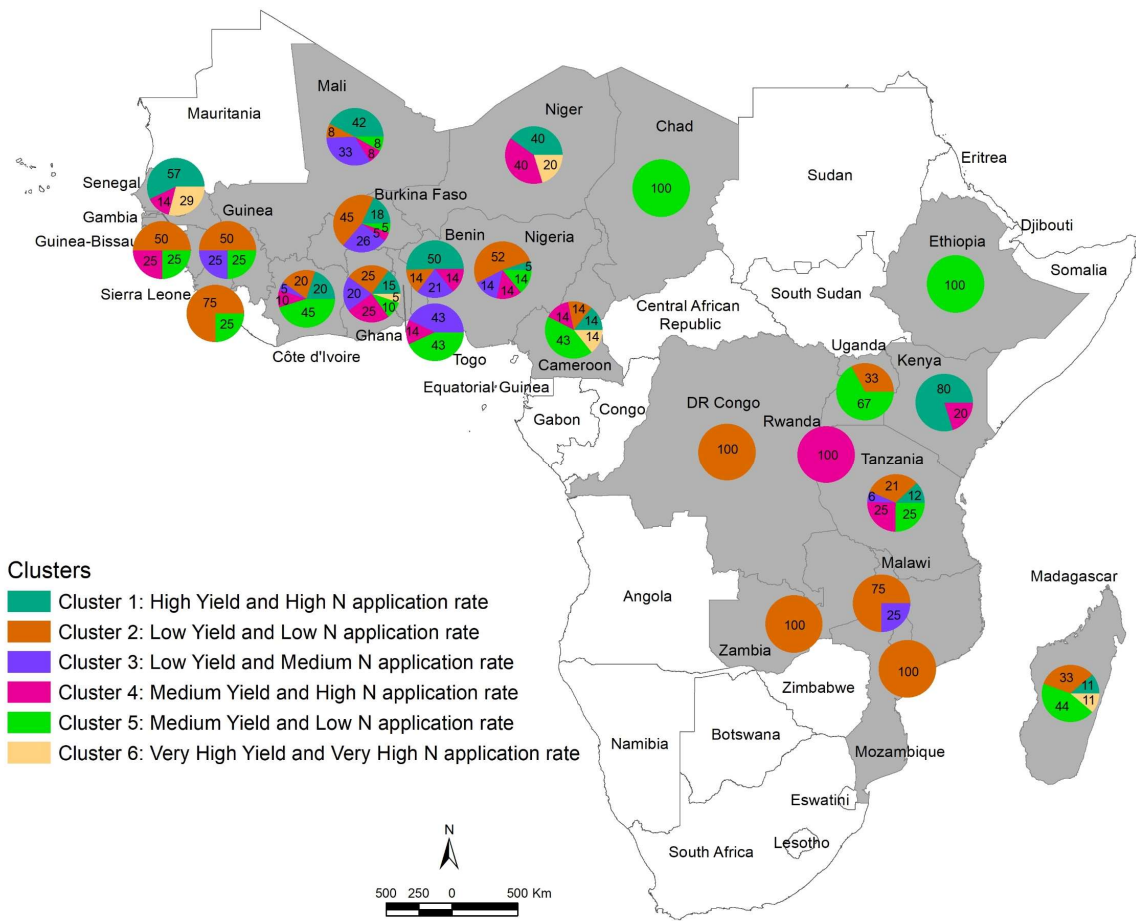 Mali
42
8
8
33
8
Mauritania
Niger
40
40
20
Chad
100
Sudan
Eritrea
Djibouti
Senegal
57
14
29
Gambia
Guinea
Burkina Faso
45
18
5
5
26
Guinea-Bissau
50
25
25
50
25
25
Benin
50
14
14
21
Nigeria
52
5
14
14
14
Ethiopia
100
Somalia
South Sudan
Central African
Republic
Sierra Leone
75
25
20
20
5
10
45
25
15
20
5
10
25
Côte d'Ivoire
Ghana
43
14
43
Togo
14
14
14
14
43
Cameroon
Equatorial Guinea
Gabon
Congo
Uganda
33
67
Kenya
80
20
DR Congo
100
Rwanda
100
Tanzania
21
12
6
25
25
Angola
Malawi
75
25
Zambia
100
100
Zimbabwe
Mozambique
Madagascar
33
11
11
44
Namibia
Botswana
Eswatini
Lesotho
South Africa
Clusters
Cluster 1: High Yield and High N application rate
Cluster 2: Low Yield and Low N application rate
Cluster 3: Low Yield and Medium N application rate
Cluster 4: Medium Yield and High N application rate
Cluster 5: Medium Yield and Low N application rate
Cluster 6: Very High Yield and Very High N application rate
N
500 250 0 500 Km